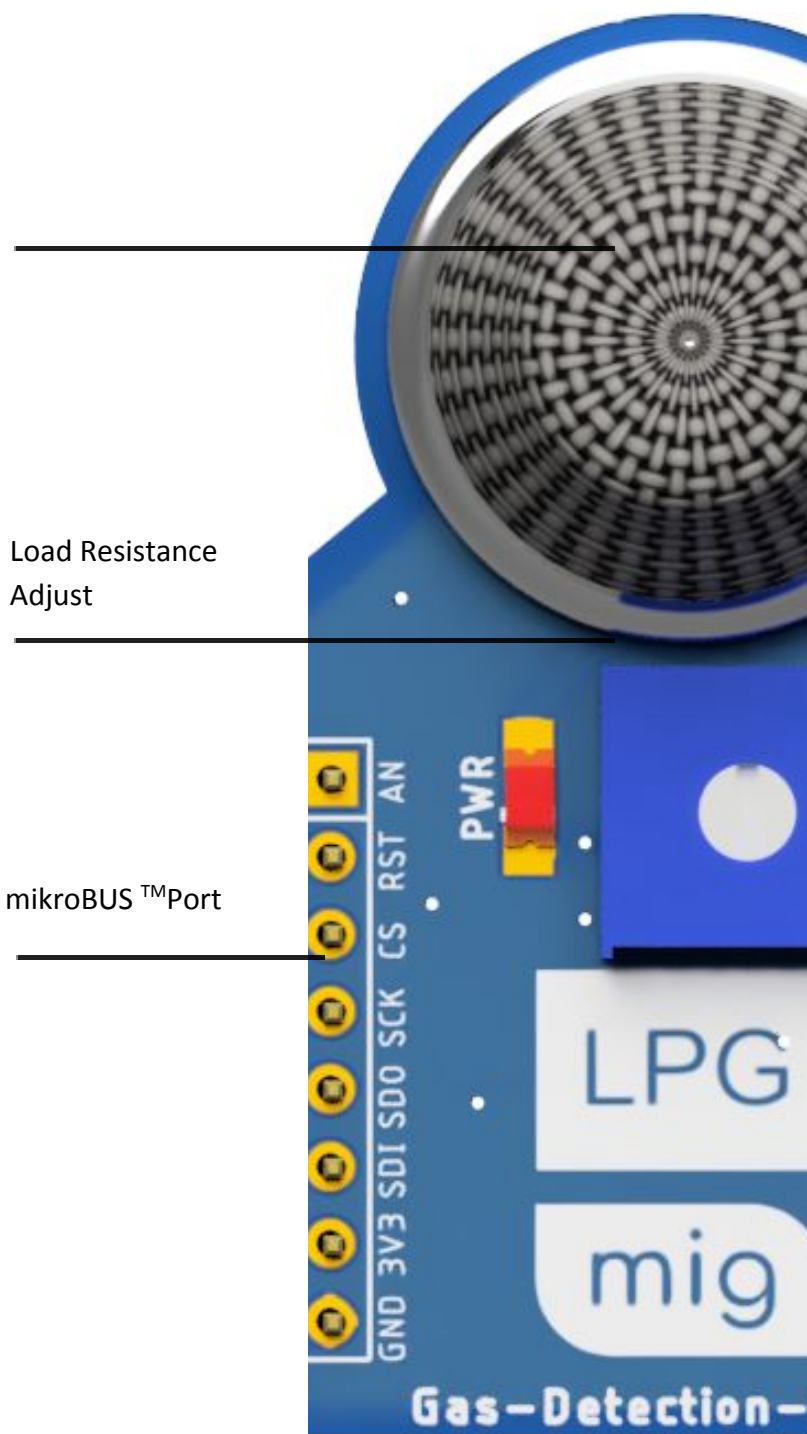 Load Resistance
Adjust
mikroBUS ™Port
PWR
AN
RST
CS
SCK
SDO
SDI
3V3
GND
LPG
mig
Gas-Detection-